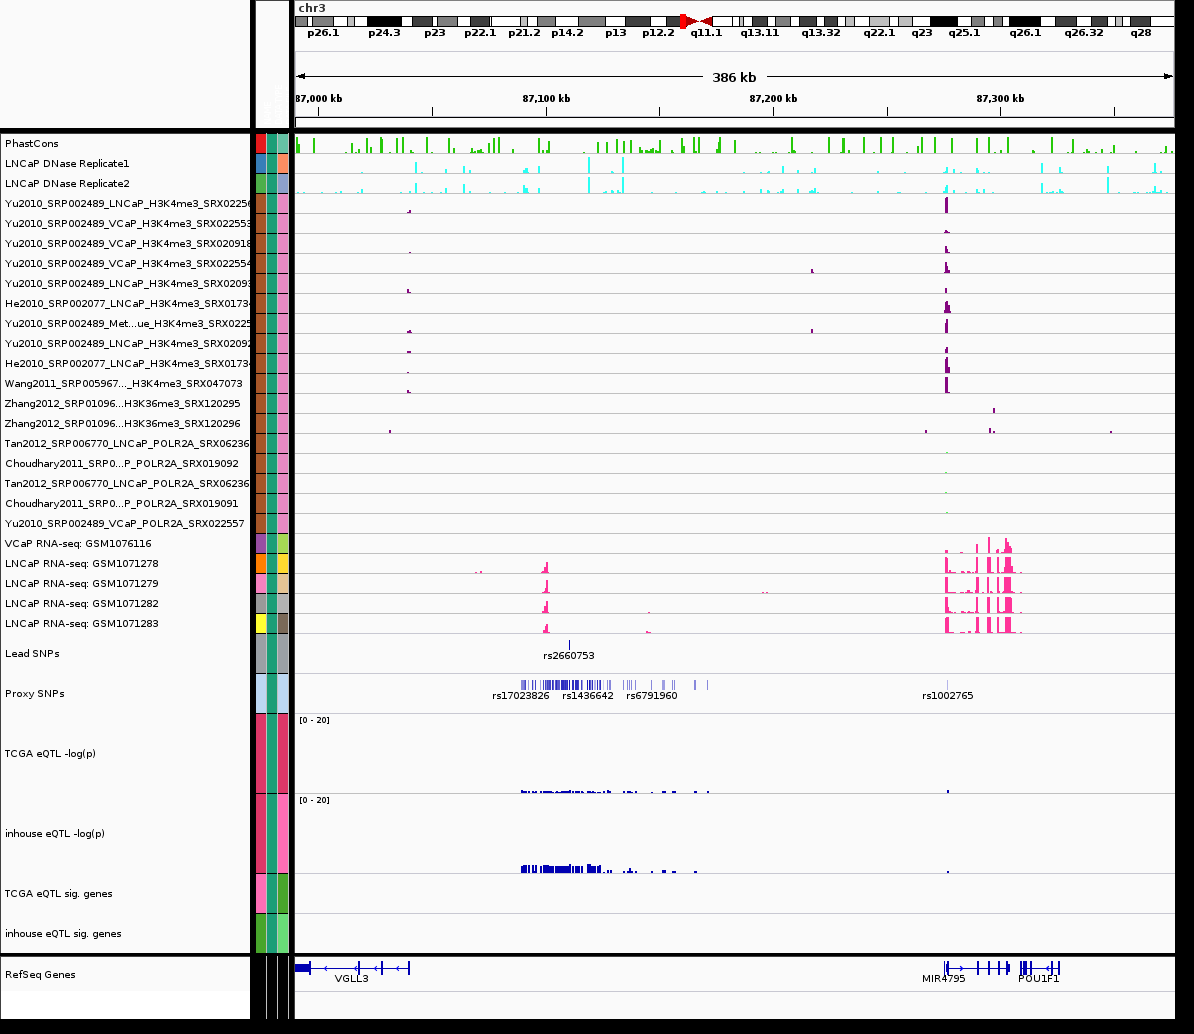 chr3
p26.1 p24.3 p23 p22.1 p21.2 p14.2 p13 p12.2 q11.1 q13.11 q13.32 q22.1 q23 q25.1 q26.1 q26.32 q28
386 kb
87,000 kb 87,100 kb 87,200 kb 87,300 kb
PhastCons
LNCaP DNase Replicate1
LNCaP DNase Replicate2
Yu2010_SRP002489_LNCaP_H3K4me3_SRX02256
Yu2010_SRP002489_VCaP_H3K4me3_SRX022553
Yu2010_SRP002489_VCaP_H3K4me3_SRX020918
Yu2010_SRP002489_VCaP_H3K4me3_SRX022554
Yu2010_SRP002489_LNCaP_H3K4me3_SRX0209
He2010_SRP002077_LNCaP_H3K4me3_SRX0173
Yu2010_SRP002489_Met...ue_H3K4me3_SRX0225
Yu2010_SRP002489_LNCaP_H3K4me3_SRX0209
He2010_SRP002077_LNCaP_H3K4me3_SRX0173
Wang2011_SRP005967..._H3K4me3_SRX047073
Zhang2012_SRP01096...H3K36me3_SRX120295
Zhang2012_SRP01096...H3K36me3_SRX120296
Tan2012_SRP006770_LNCaP_POLR2A_SRX06236
Choudhary2011_SRP0...P_POLR2A_SRX019092
Tan2012_SRP006770_LNCaP_POLR2A_SRX06236
Choudhary2011_SRP0...P_POLR2A_SRX019091
Yu2010_SRP002489_VCaP_POLR2A_SRX022557
VCaP RNA-seq: GSM1076116
LNCaP RNA-seq: GSM1071278
LNCaP RNA-seq: GSM1071279
LNCaP RNA-seq: GSM1071282
LNCaP RNA-seq: GSM1071283
Lead SNPs
rs2660753
Proxy SNPs
rs17023826 rs1436642 rs6791960 rs1002765
[0 - 20]
TCGA eQTL -log(p)
[0 - 20]
inhouse eQTL -log(p)
TCGA eQTL sig. genes
inhouse eQTL sig. genes
RefSeq Genes
VGLL3 MIR4795 POU1F1